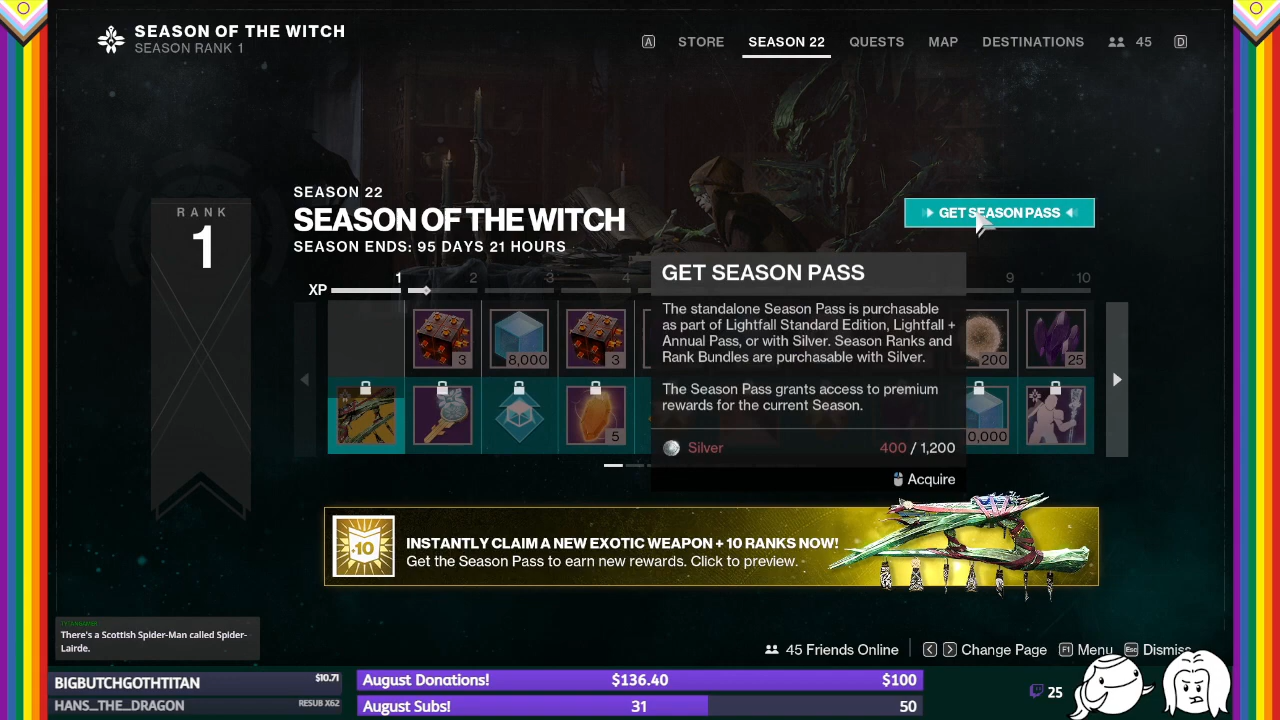 SEASON OF THE WITCH
SEASON RANK 1
A STORE SEASON 22 QUESTS MAP DESTINATIONS 45 D
SEASON 22
SEASON OF THE WITCH
SEASON ENDS: 95 DAYS 21 HOURS
RANK
1
GET SEASON PASS
XP 1 2 3 4 9 10
3 8,000 3 200 25
5 0,000
GET SEASON PASS
The standalone Season Pass is purchasable
as part of Lightfall Standard Edition, Lightfall +
Annual Pass, or with Silver. Season Ranks and
Rank Bundles are purchasable with Silver.
The Season Pass grants access to premium
rewards for the current Season.
Silver 400 / 1,200
Acquire
+10
INSTANTLY CLAIM A NEW EXOTIC WEAPON + 10 RANKS NOW!
Get the Season Pass to earn new rewards. Click to preview.
There's a Scottish Spider-Man called Spider-
Lairde.
45 Friends Online < > Change Page F1 Menu Esc Dismiss
BIGBUTCHGOTHTITAN $10.71
HANS_THE_DRAGON RESUB X62
August Donations! $136.40 $100
August Subs! 31 50
25